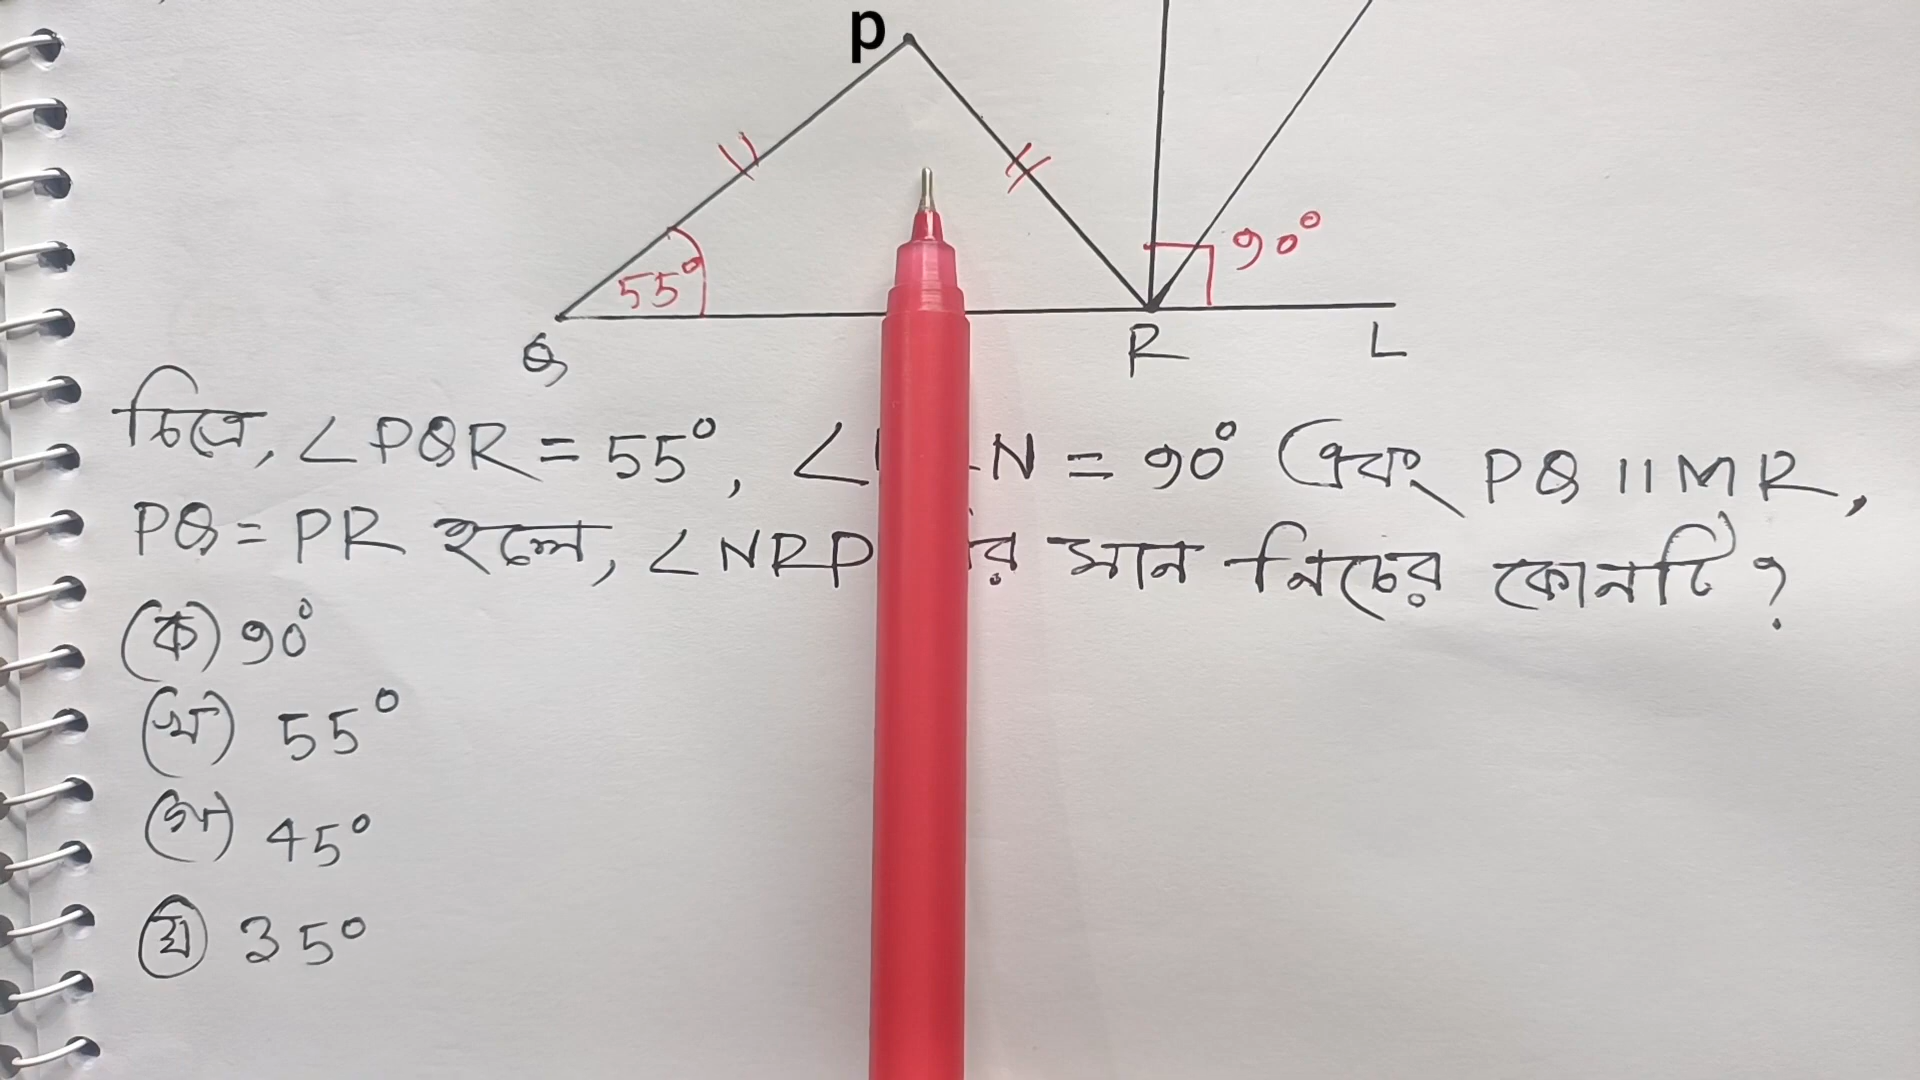 P
55°
90°
Q
R
L
চিত্রে, ∠PQR = 55°, ∠ N = 90° এবং PQ || MR,
PQ = PR হলে, ∠NRP র মান নিচের কোনটি?
(ক) 90°
(খ) 55°
(গ) 45°
(ঘ) 35°